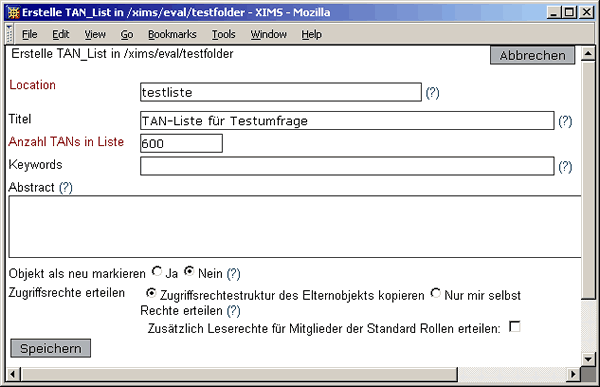 Erstelle TAN_List in /xims/eval/testfolder - XIMS - Mozilla
File Edit View Go Bookmarks Tools Window Help
Erstelle TAN_List in /xims/eval/testfolder Abbrechen
Location testliste (?)
Titel TAN-Liste für Testumfrage (?)
Anzahl TANs in Liste 600
Keywords (?)
Abstract (?)
Objekt als neu markieren Ja Nein (?)
Zugriffsrechte erteilen Zugriffsrechtestruktur des Elternobjekts kopieren Nur mir selbst
Rechte erteilen (?)
Zusätzlich Leserechte für Mitglieder der Standard Rollen erteilen:
Speichern